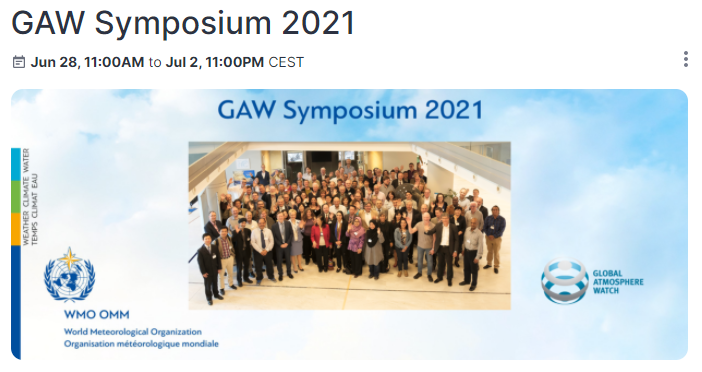 GAW Symposium 2021
Jun 28, 11:00AM to Jul 2, 11:00PM CEST
GAW Symposium 2021
WEATHER CLIMATE WATER
TEMPS CLIMAT EAU
GLOBAL
ATMOSPHERE
WATCH
WMO OMM
World Meteorological Organization
Organisation météorologique mondiale